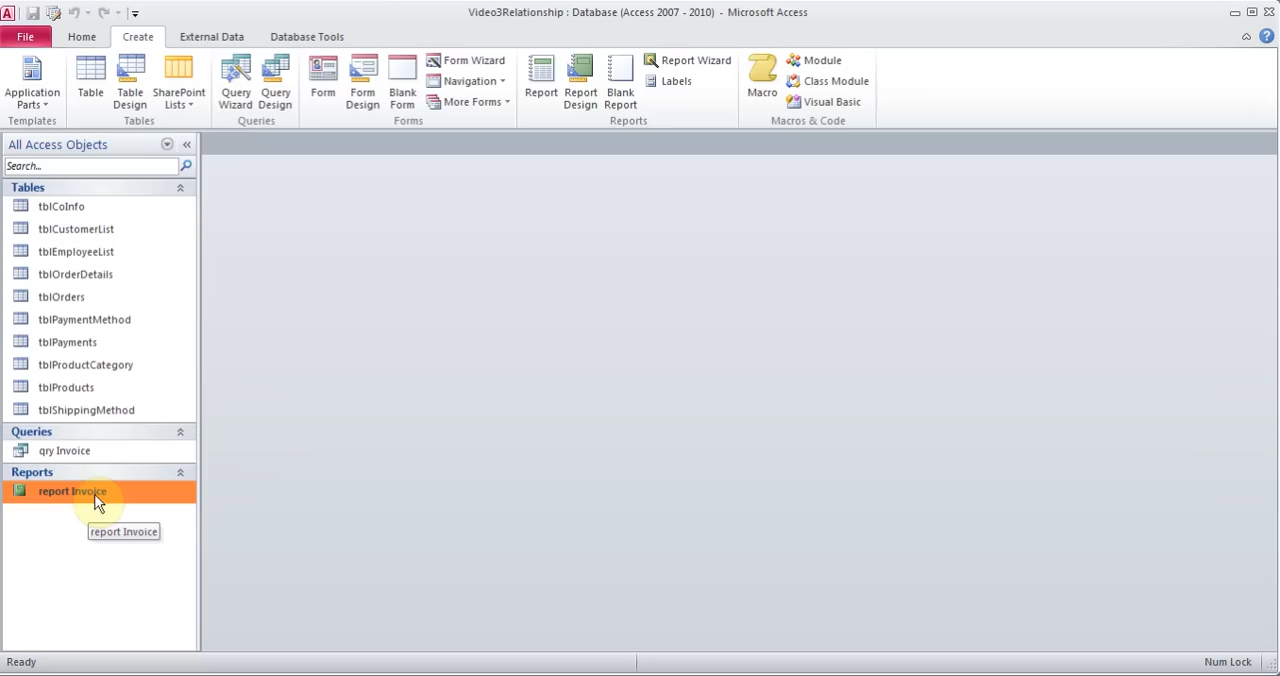 Video3Relationship : Database (Access 2007 - 2010) - Microsoft Access
File Home Create External Data Database Tools
Application Parts Table Table Design SharePoint Lists Query Wizard Query Design Form Form Design Blank Form Form Wizard Navigation More Forms Report Report Design Blank Report Report Wizard Labels Macro Module Class Module Visual Basic
Templates Tables Queries Forms Reports Macros & Code
All Access Objects
Search...
Tables
tblCoInfo
tblCustomerList
tblEmployeeList
tblOrderDetails
tblOrders
tblPaymentMethod
tblPayments
tblProductCategory
tblProducts
tblShippingMethod
Queries
qry Invoice
Reports
report Invoice
report Invoice
Ready Num Lock